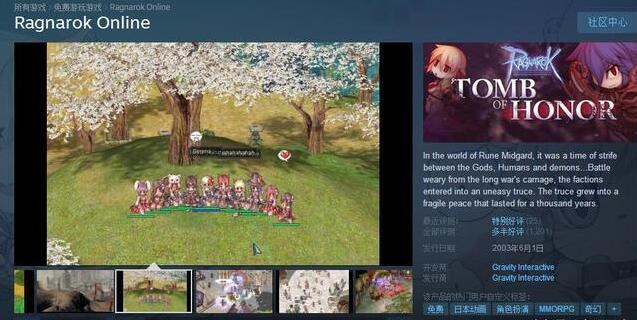 所有游戏 > 免费游玩游戏 > Ragnarok Online
Ragnarok Online
社区中心
RAGNAROK
TOMB
OF HONOR
In the world of Rune Midgard, it was a time of strife
between the Gods, Humans and demons...Battle
weary from the long war's carnage, the factions
entered into an uneasy truce. The truce grew into a
fragile peace that lasted for a thousand years.
最近评测: 特别好评 (25)
全部评测: 多半好评 (1,201)
发行日期: 2003年6月1日
开发商: Gravity Interactive
发行商: Gravity Interactive
该产品的热门用户自定义标签:
免费 日本动画 角色扮演 MMORPG 奇幻 +